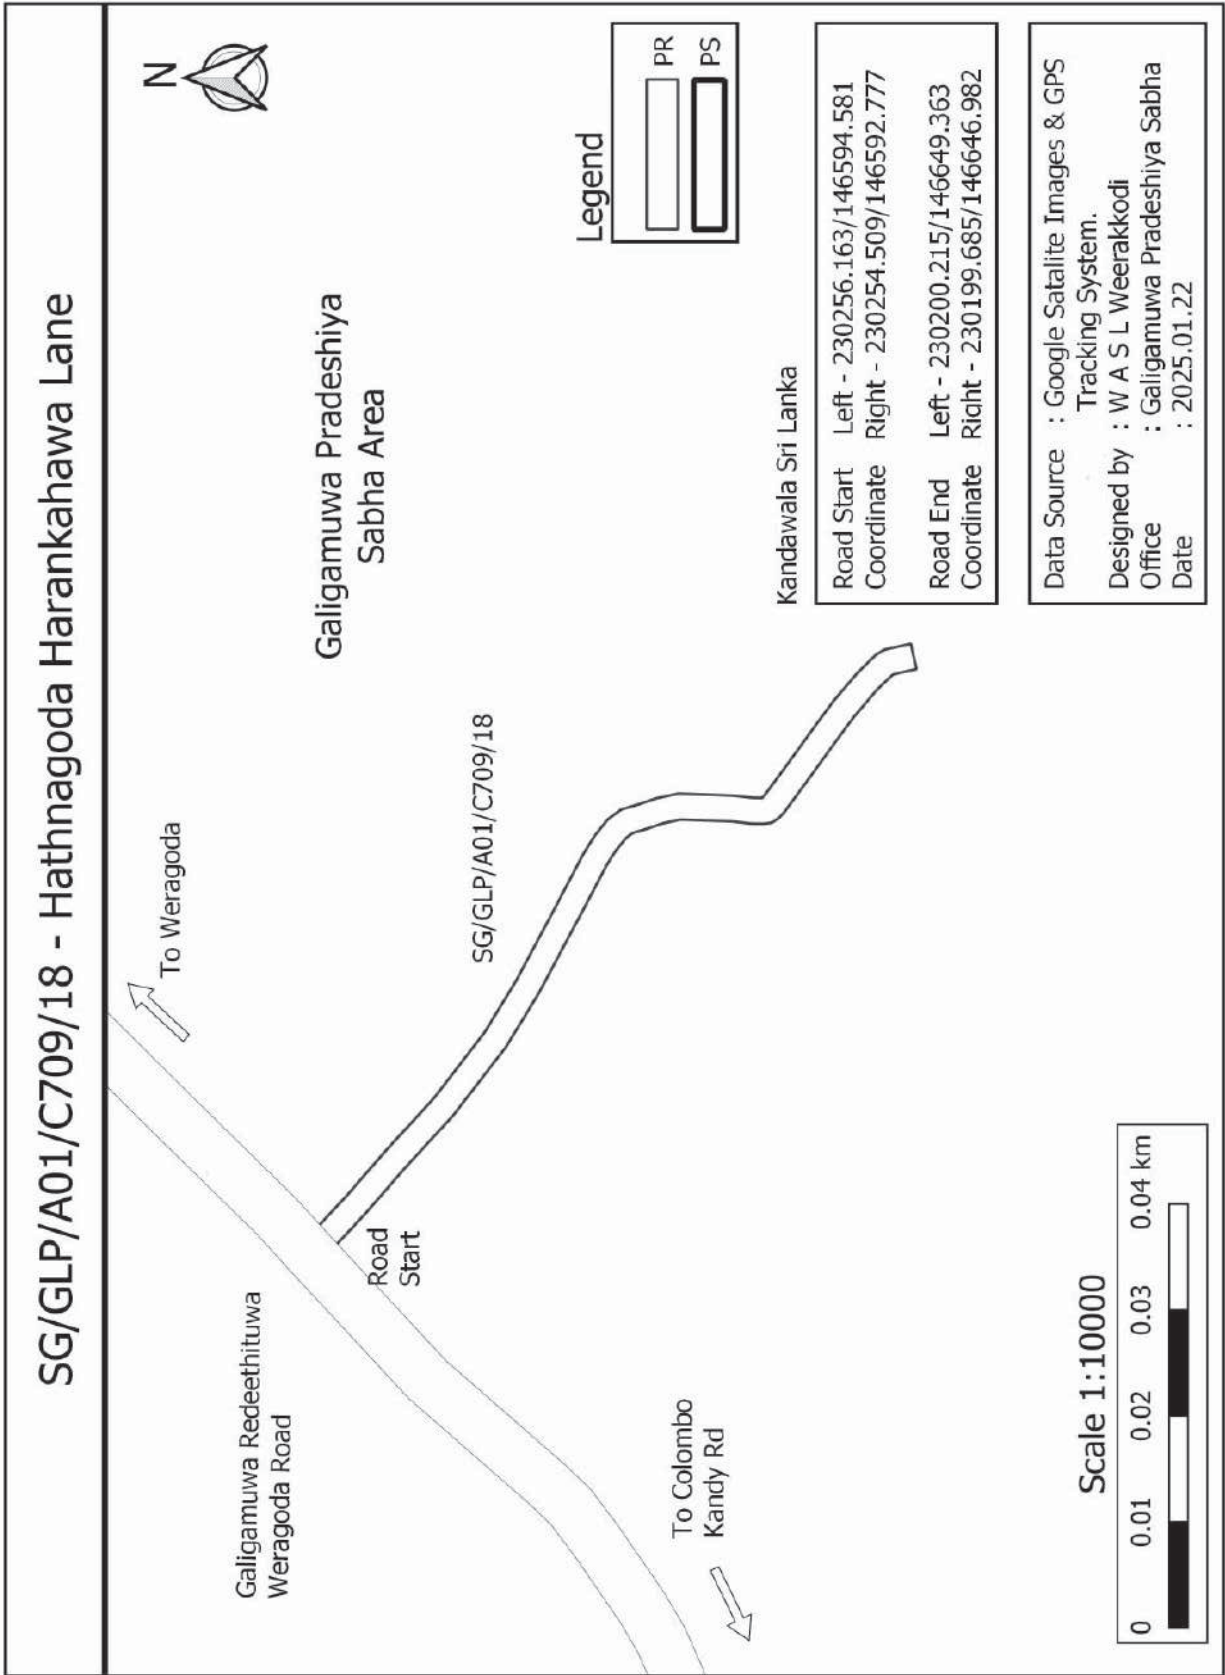 SG/GLP/A01/C709/18 - Hathnagoda Harankahawa Lane
N
To Weragoda
Galigamuwa Redeethituwa
Weragoda Road
Galigamuwa Pradeshiya
Sabha Area
Road
Start
SG/GLP/A01/C709/18
Legend
PR
PS
To Colombo
Kandy Rd
Kandawala Sri Lanka
Road Start Left - 230256.163/146594.581
Coordinate Right - 230254.509/146592.777
Road End Left - 230200.215/146649.363
Coordinate Right - 230199.685/146646.982
Data Source : Google Satalite Images & GPS
Tracking System.
Designed by : W A S L Weerakkodi
Office : Galigamuwa Pradeshiya Sabha
Date : 2025.01.22
Scale 1:10000
0 0.01 0.02 0.03 0.04 km